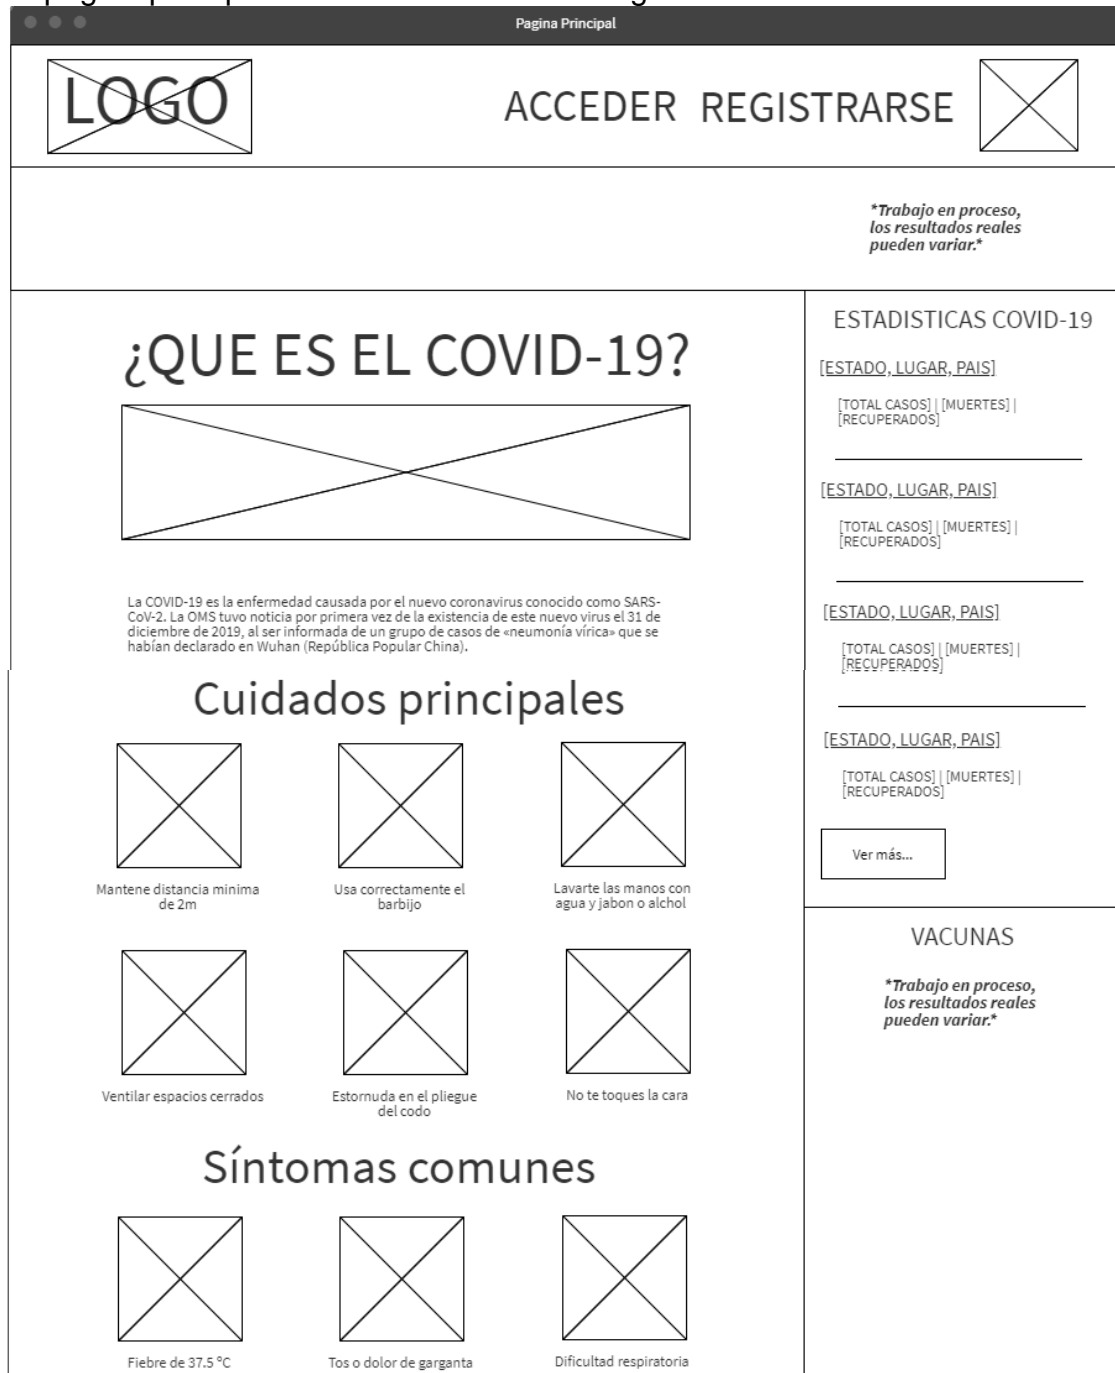 Pagina Principal
LOGO
ACCEDER REGISTRARSE
*Trabajo en proceso,
los resultados reales
pueden variar.*
¿QUE ES EL COVID-19?
La COVID-19 es la enfermedad causada por el nuevo coronavirus conocido como SARS-
CoV-2. La OMS tuvo noticia por primera vez de la existencia de este nuevo virus el 31 de
diciembre de 2019, al ser informada de un grupo de casos de «neumonía vírica» que se
habían declarado en Wuhan (República Popular China).
Cuidados principales
Mantene distancia minima
de 2m
Usa correctamente el
barbijo
Lavarte las manos con
agua y jabon o alchol
Ventilar espacios cerrados
Estornuda en el pliegue
del codo
No te toques la cara
Síntomas comunes
Fiebre de 37.5 ºC
Tos o dolor de garganta
Dificultad respiratoria
ESTADISTICAS COVID-19
[ESTADO, LUGAR, PAIS]
[TOTAL CASOS] | [MUERTES] |
[RECUPERADOS]
[ESTADO, LUGAR, PAIS]
[TOTAL CASOS] | [MUERTES] |
[RECUPERADOS]
[ESTADO, LUGAR, PAIS]
[TOTAL CASOS] | [MUERTES] |
[RECUPERADOS]
[ESTADO, LUGAR, PAIS]
[TOTAL CASOS] | [MUERTES] |
[RECUPERADOS]
Ver más...
VACUNAS
*Trabajo en proceso,
los resultados reales
pueden variar.*